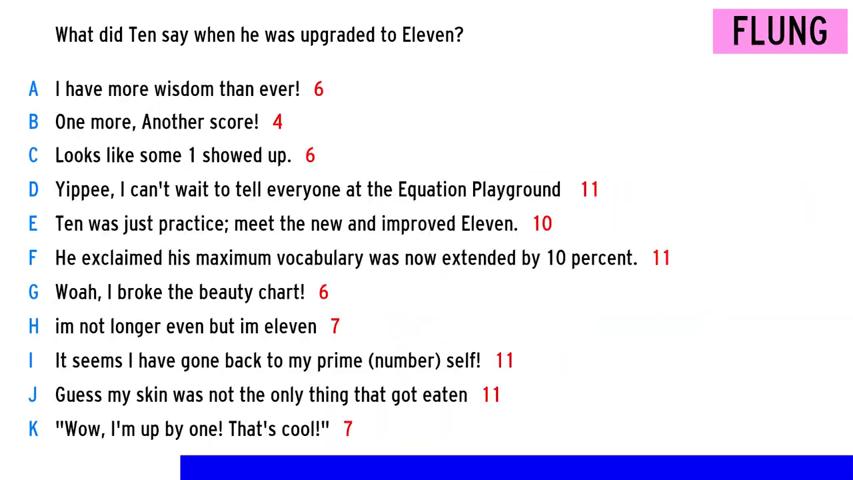 What did Ten say when he was upgraded to Eleven?
FLUNG
A I have more wisdom than ever! 6
B One more, Another score! 4
C Looks like some 1 showed up. 6
D Yippee, I can't wait to tell everyone at the Equation Playground 11
E Ten was just practice; meet the new and improved Eleven. 10
F He exclaimed his maximum vocabulary was now extended by 10 percent. 11
G Woah, I broke the beauty chart! 6
H im not longer even but im eleven 7
I It seems I have gone back to my prime (number) self! 11
J Guess my skin was not the only thing that got eaten 11
K "Wow, I'm up by one! That's cool!" 7